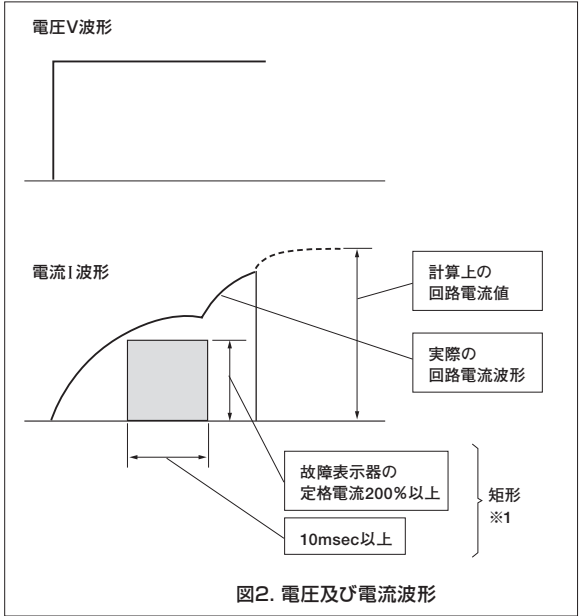 電圧V波形
電流I波形
計算上の
回路電流値
実際の
回路電流波形
故障表示器の
定格電流200%以上
矩形
※1
10msec以上
図2. 電圧及び電流波形